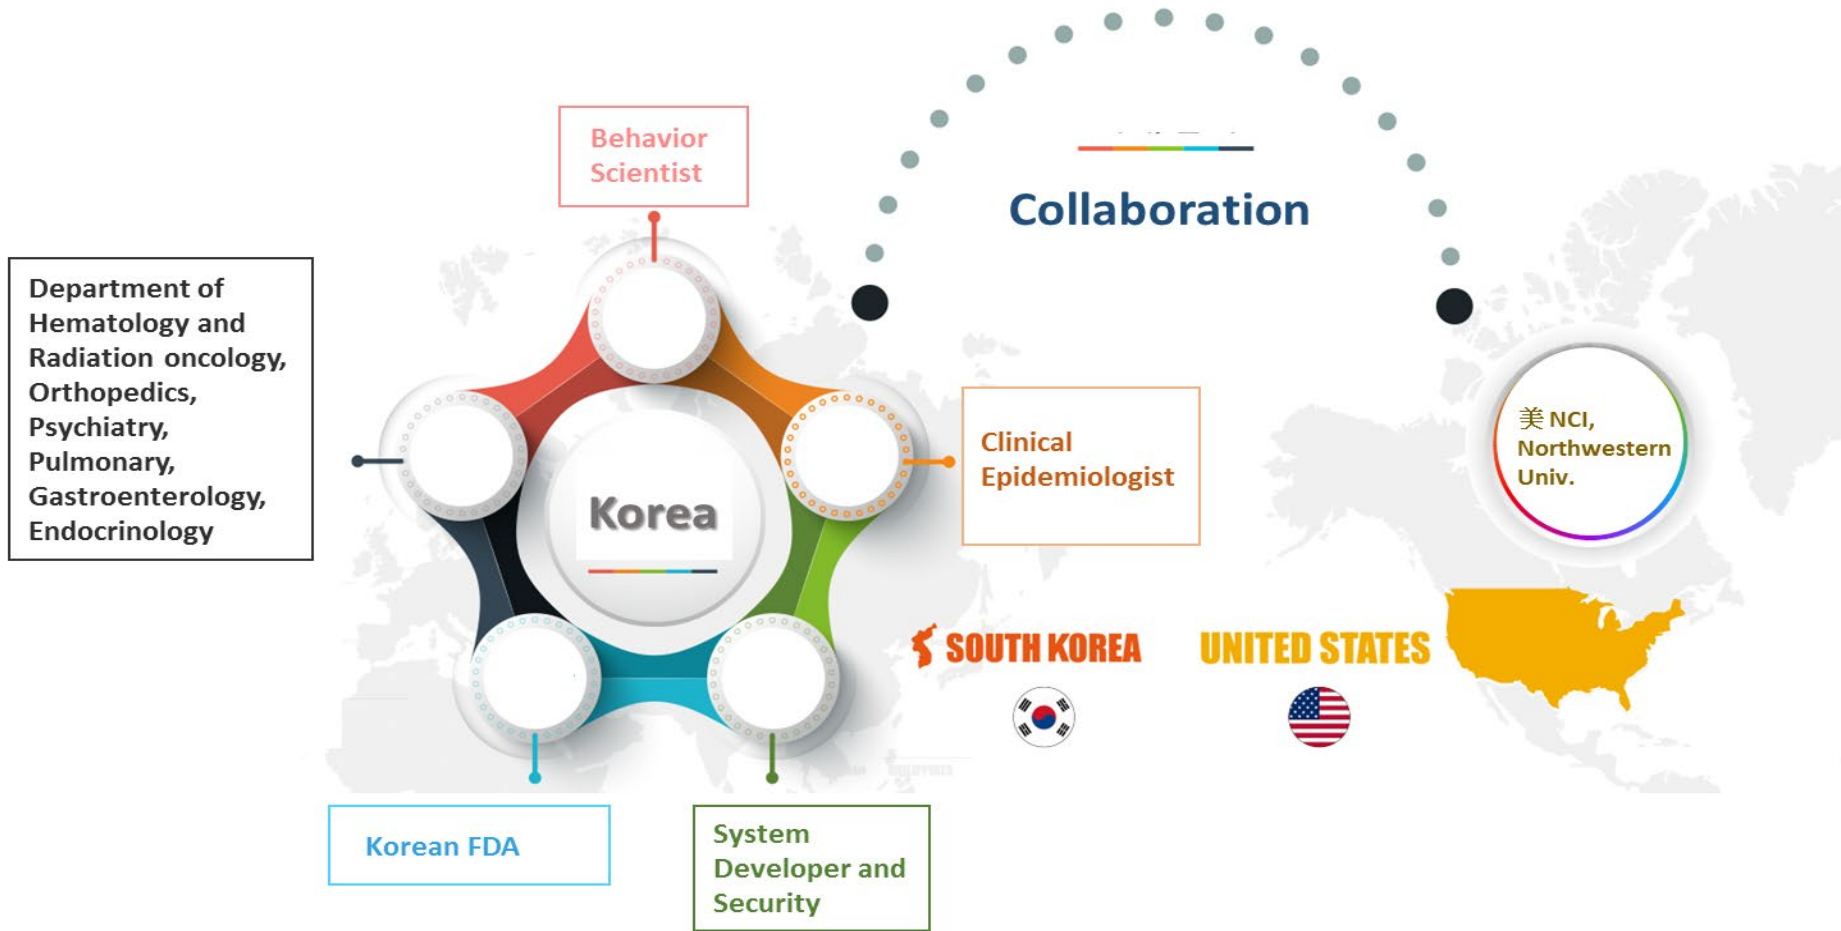 Behavior
Scientist
Collaboration
Department of
Hematology and
Radiation oncology,
Orthopedics,
Psychiatry,
Pulmonary,
Gastroenterology,
Endocrinology
Korea
Clinical
Epidemiologist
美 NCI,
Northwestern
Univ.
SOUTH KOREA
UNITED STATES
Korean FDA
System
Developer and
Security